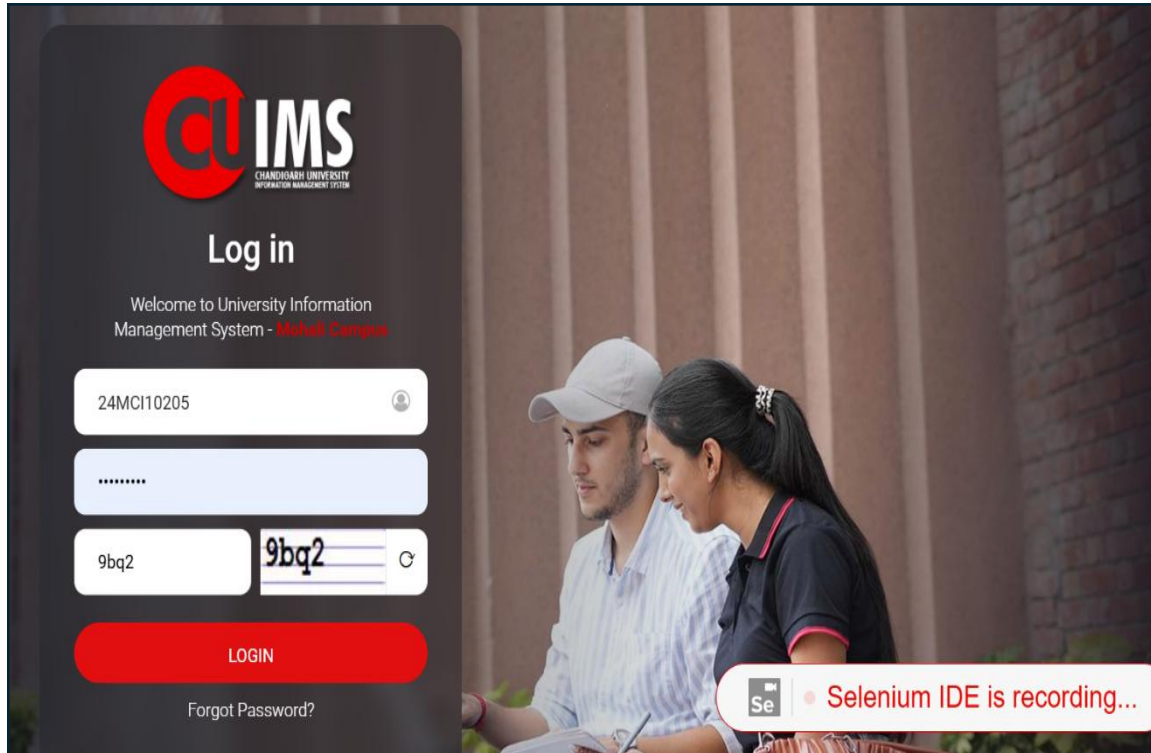 CU IMS
CHANDIGARH UNIVERSITY
INFORMATION MANAGEMENT SYSTEM
Log in
Welcome to University Information
Management System - Mohali Campus
24MCI10205
•••••••••
9bq2
9bq2
LOGIN
Forgot Password?
Se
Selenium IDE is recording...